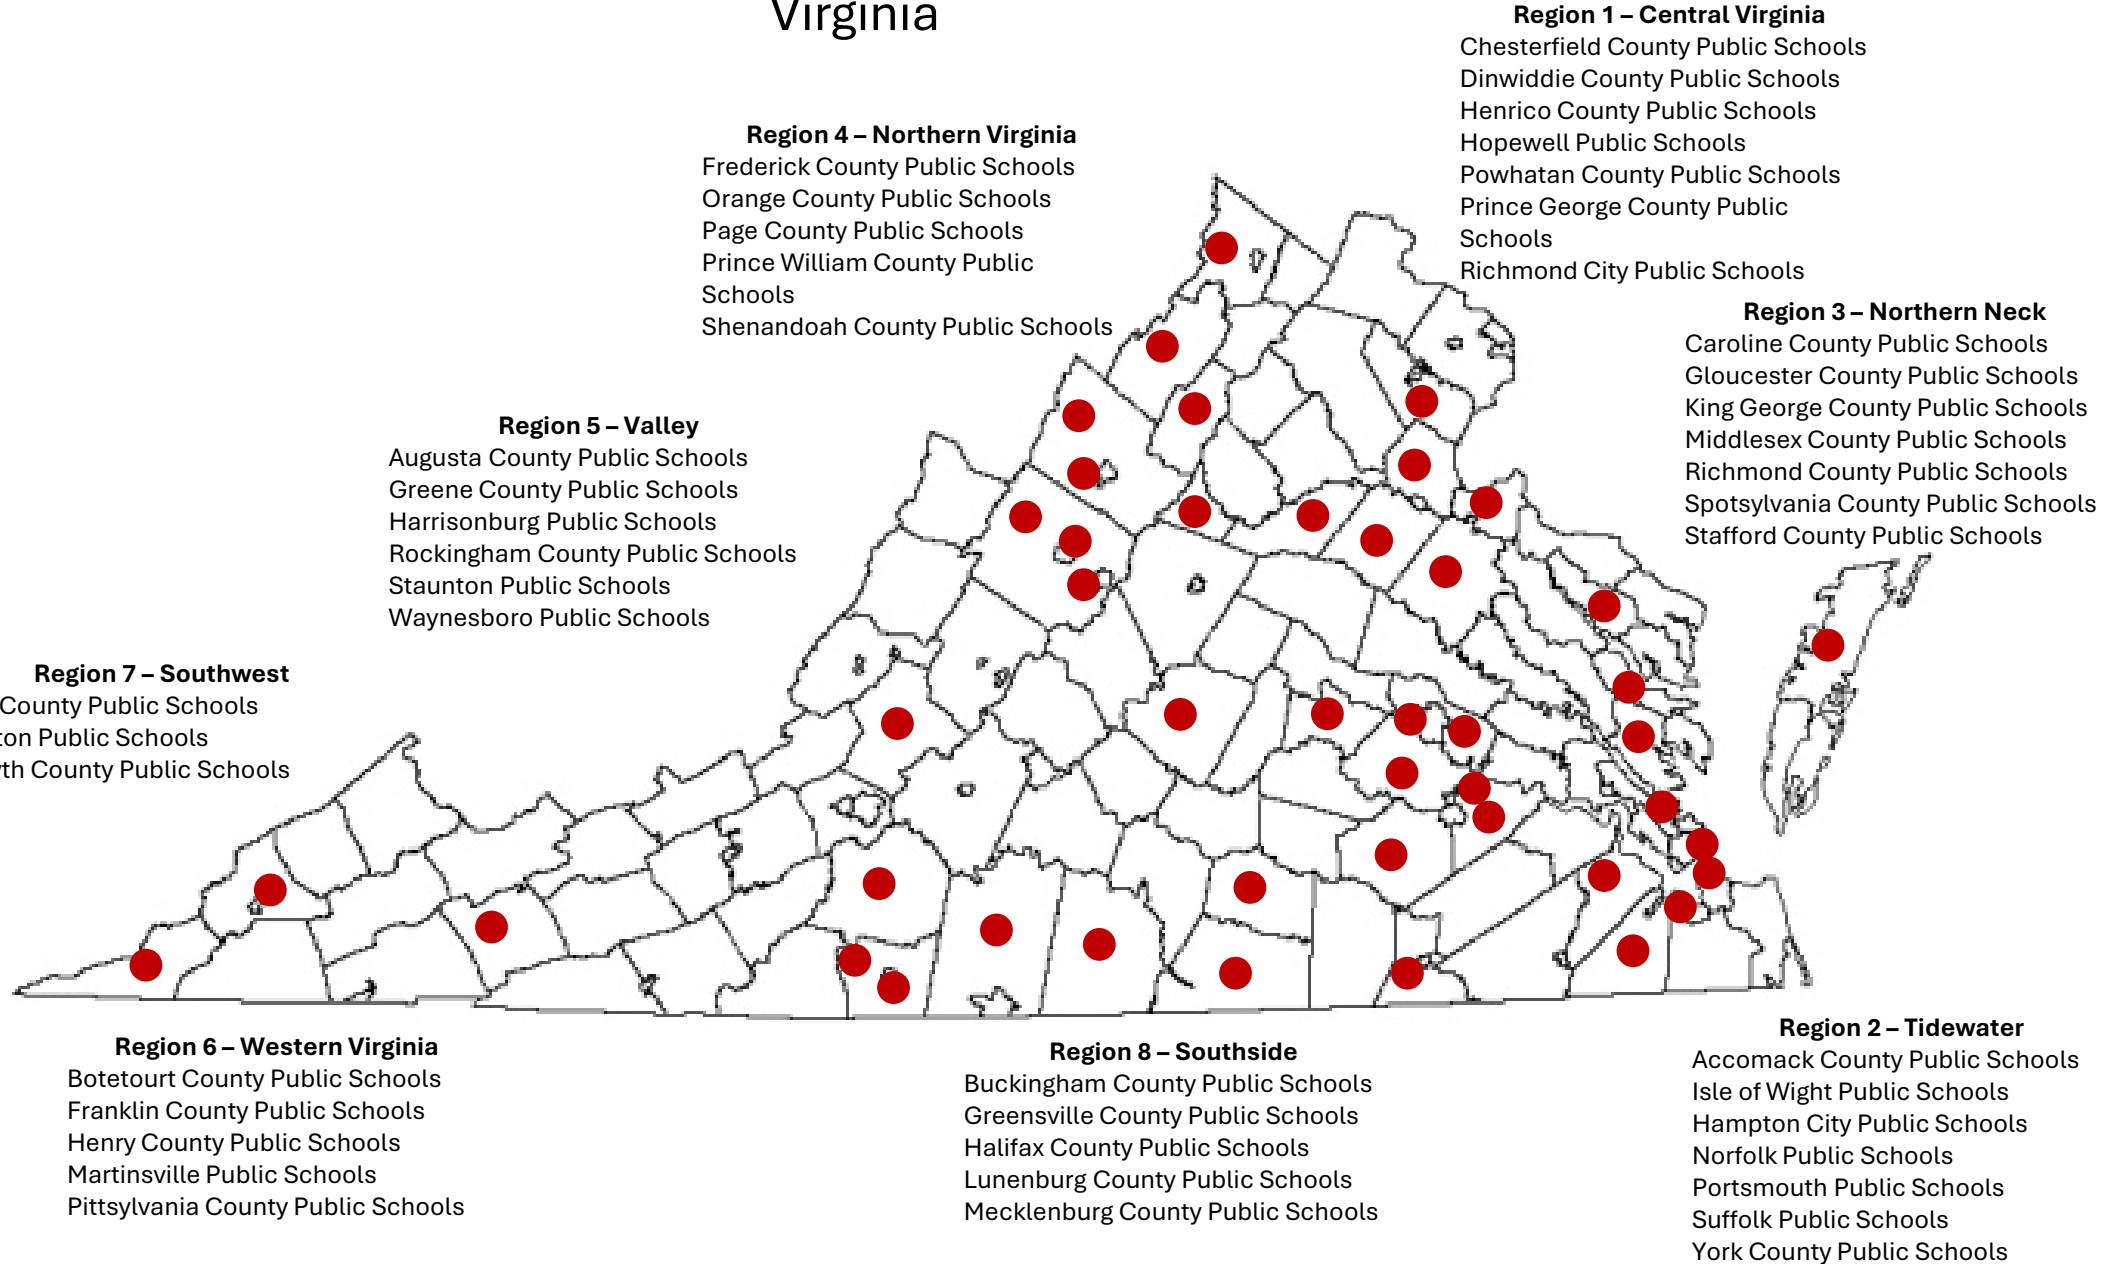 Virginia
Region 1 – Central Virginia
Chesterfield County Public Schools
Dinwiddie County Public Schools
Henrico County Public Schools
Hopewell Public Schools
Powhatan County Public Schools
Prince George County Public
Schools
Richmond City Public Schools
Region 4 – Northern Virginia
Frederick County Public Schools
Orange County Public Schools
Page County Public Schools
Prince William County Public
Schools
Shenandoah County Public Schools
Region 3 – Northern Neck
Caroline County Public Schools
Gloucester County Public Schools
King George County Public Schools
Middlesex County Public Schools
Richmond County Public Schools
Spotsylvania County Public Schools
Stafford County Public Schools
Region 5 – Valley
Augusta County Public Schools
Greene County Public Schools
Harrisonburg Public Schools
Rockingham County Public Schools
Staunton Public Schools
Waynesboro Public Schools
Region 7 – Southwest
County Public Schools
Public Schools
County Public Schools
Region 6 – Western Virginia
Botetourt County Public Schools
Franklin County Public Schools
Henry County Public Schools
Martinsville Public Schools
Pittsylvania County Public Schools
Region 8 – Southside
Buckingham County Public Schools
Greensville County Public Schools
Halifax County Public Schools
Lunenburg County Public Schools
Mecklenburg County Public Schools
Region 2 – Tidewater
Accomack County Public Schools
Isle of Wight Public Schools
Hampton City Public Schools
Norfolk Public Schools
Portsmouth Public Schools
Suffolk Public Schools
York County Public Schools